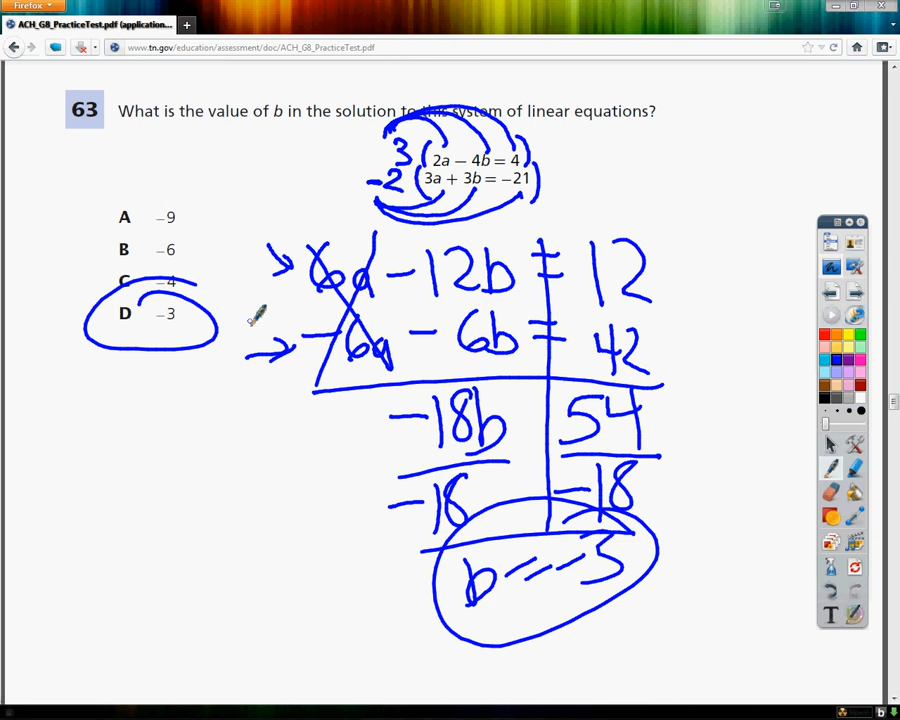 Firefox
ACH_G8_PracticeTest.pdf (application...
www.tn.gov/education/assessment/doc/ACH_G8_PracticeTest.pdf
63 What is the value of b in the solution to this system of linear equations?
3 (2a – 4b = 4)
-2 (3a + 3b = –21)
A –9
B –6
C –4
D –3
6a - 12b = 12
-6a - 6b = 42
-18b 54
-18 -18
b = -3
T
b